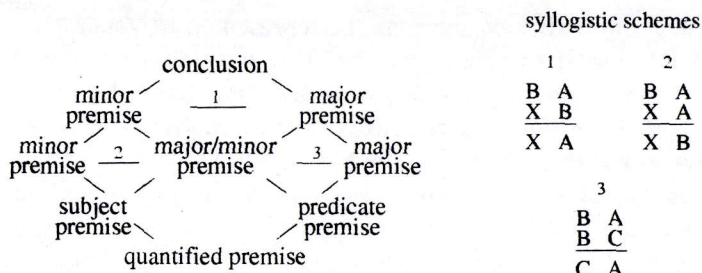 syllogistic schemes
conclusion
minor premise
1
major premise
minor premise
2
major/minor premise
3
major premise
subject premise
predicate premise
quantified premise
1
B A
X B
X A
2
B A
X A
X B
3
B A
B C
C A